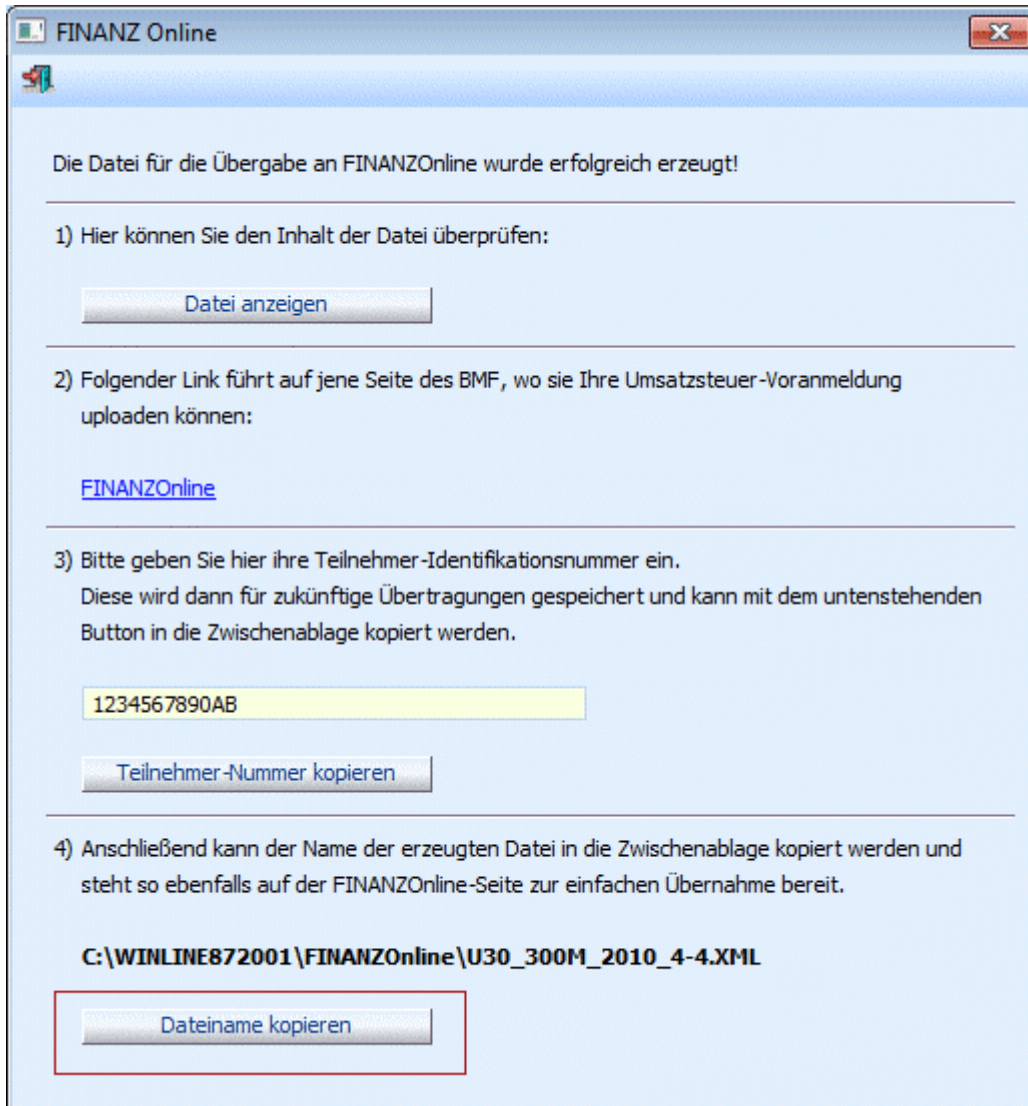 FINANZ Online
Die Datei für die Übergabe an FINANZOnline wurde erfolgreich erzeugt!
1) Hier können Sie den Inhalt der Datei überprüfen:
Datei anzeigen
2) Folgender Link führt auf jene Seite des BMF, wo sie Ihre Umsatzsteuer-Voranmeldung
uploaden können:
FINANZOnline
3) Bitte geben Sie hier ihre Teilnehmer-Identifikationsnummer ein.
Diese wird dann für zukünftige Übertragungen gespeichert und kann mit dem untenstehenden
Button in die Zwischenablage kopiert werden.
1234567890AB
Teilnehmer-Nummer kopieren
4) Anschließend kann der Name der erzeugten Datei in die Zwischenablage kopiert werden und
steht so ebenfalls auf der FINANZOnline-Seite zur einfachen Übernahme bereit.
C:\WINLINE872001\FINANZOnline\U30_300M_2010_4-4.XML
Dateiname kopieren